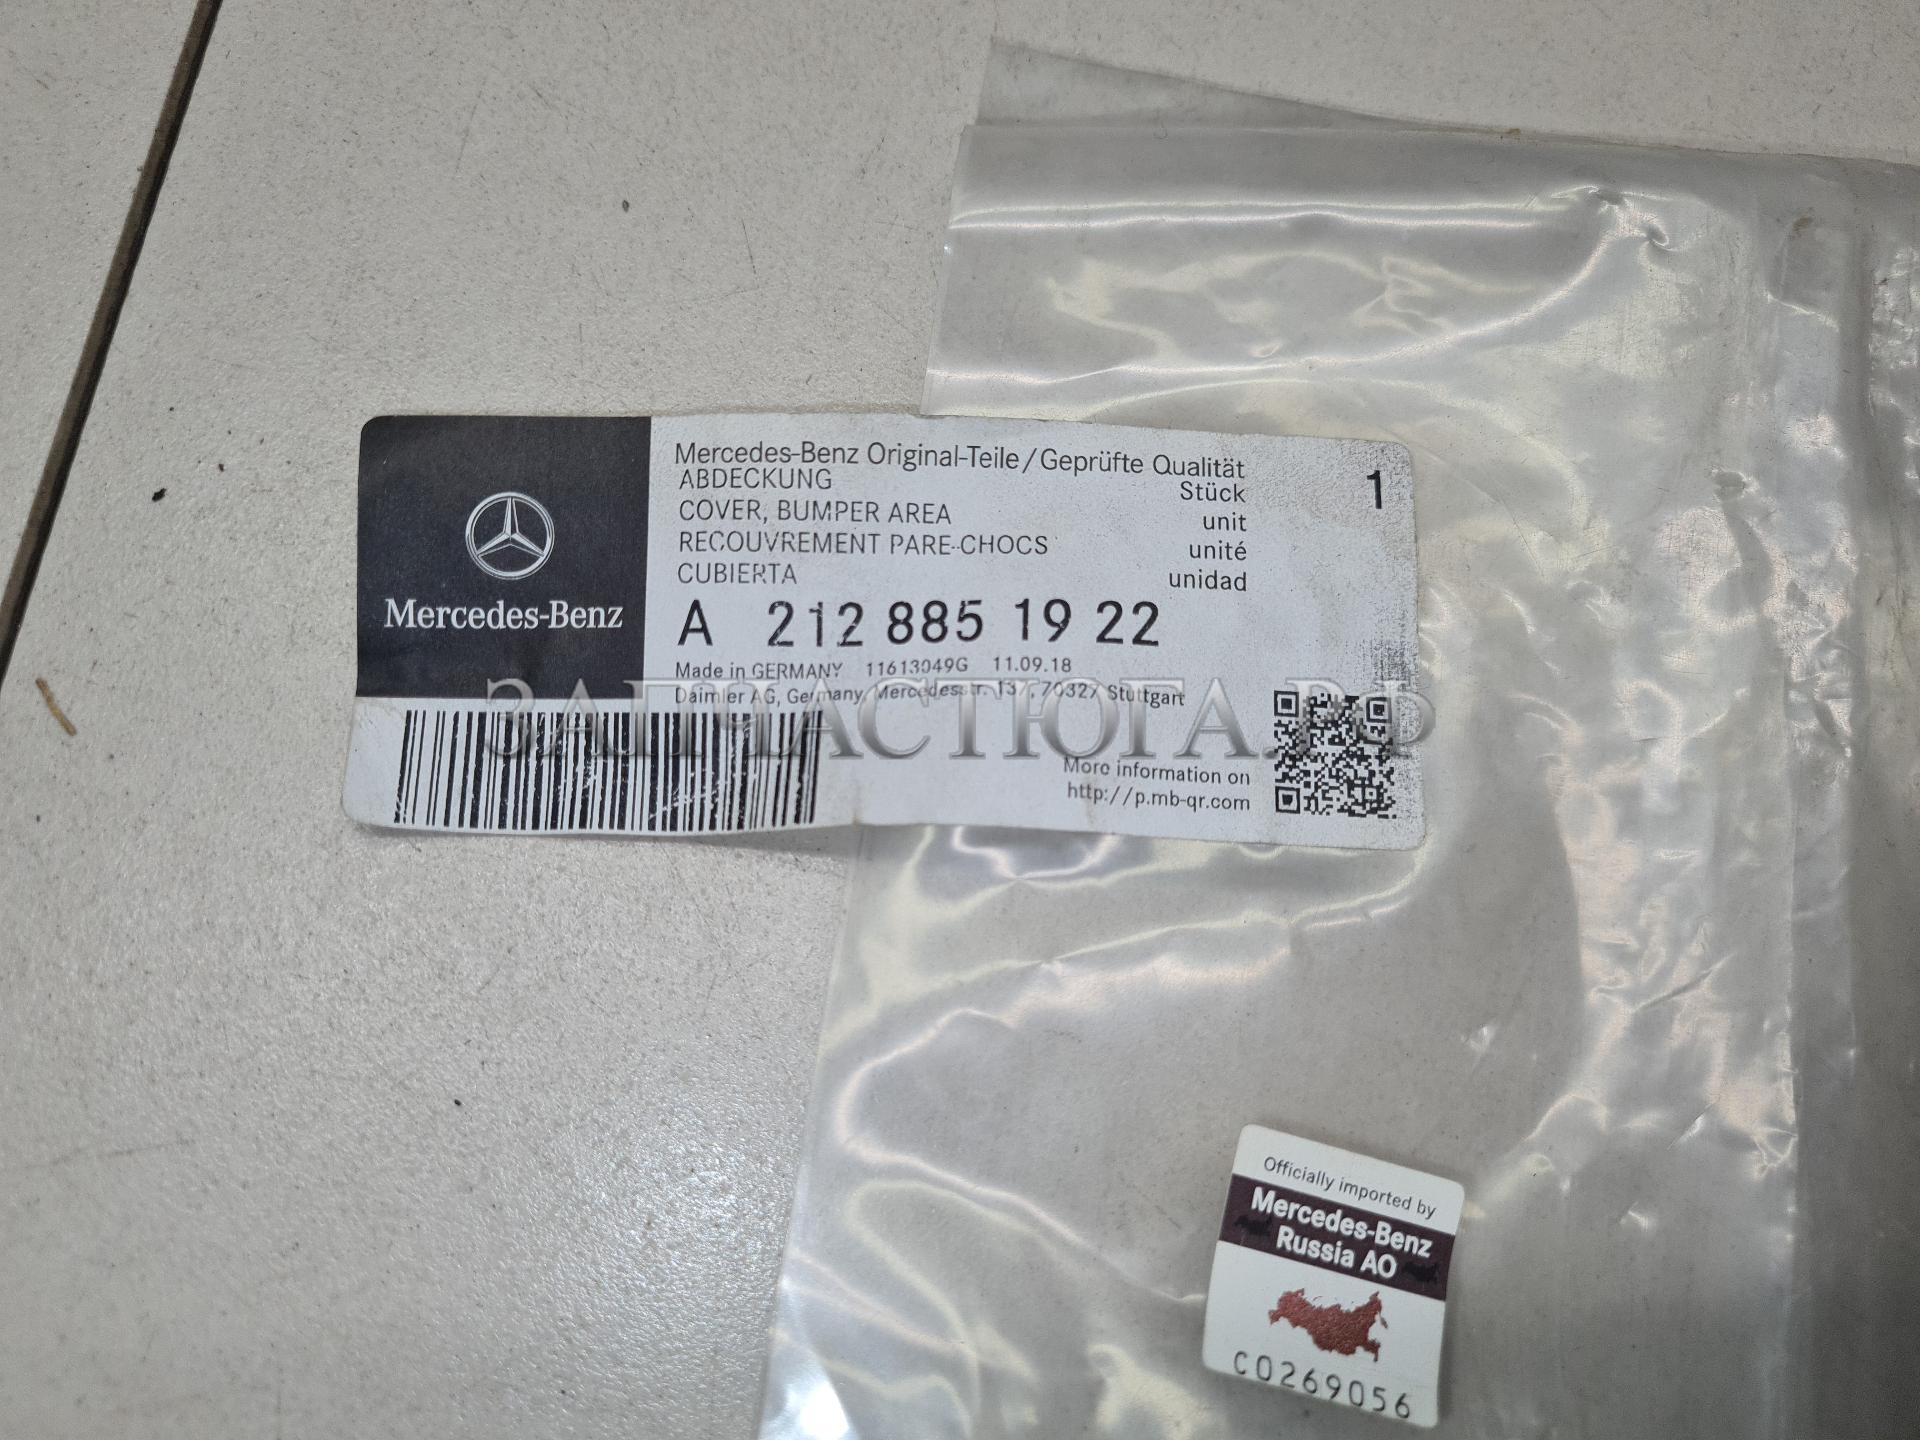 Mercedes-Benz
Mercedes-Benz Original-Teile/Geprüfte Qualität
ABDECKUNG Stück 1
COVER, BUMPER AREA unit
RECOUVREMENT PARE-CHOCS unité
CUBIERTA unidad
A 212 885 19 22
Made in GERMANY 11613049G 11.09.18
Daimler AG, Germany, Mercedesstr. 137, 70327 Stuttgart
ЗАПЧАСТЮГА.РФ
More information on
http://p.mb-qr.com
Officially imported by
Mercedes-Benz
Russia AO
C0269056